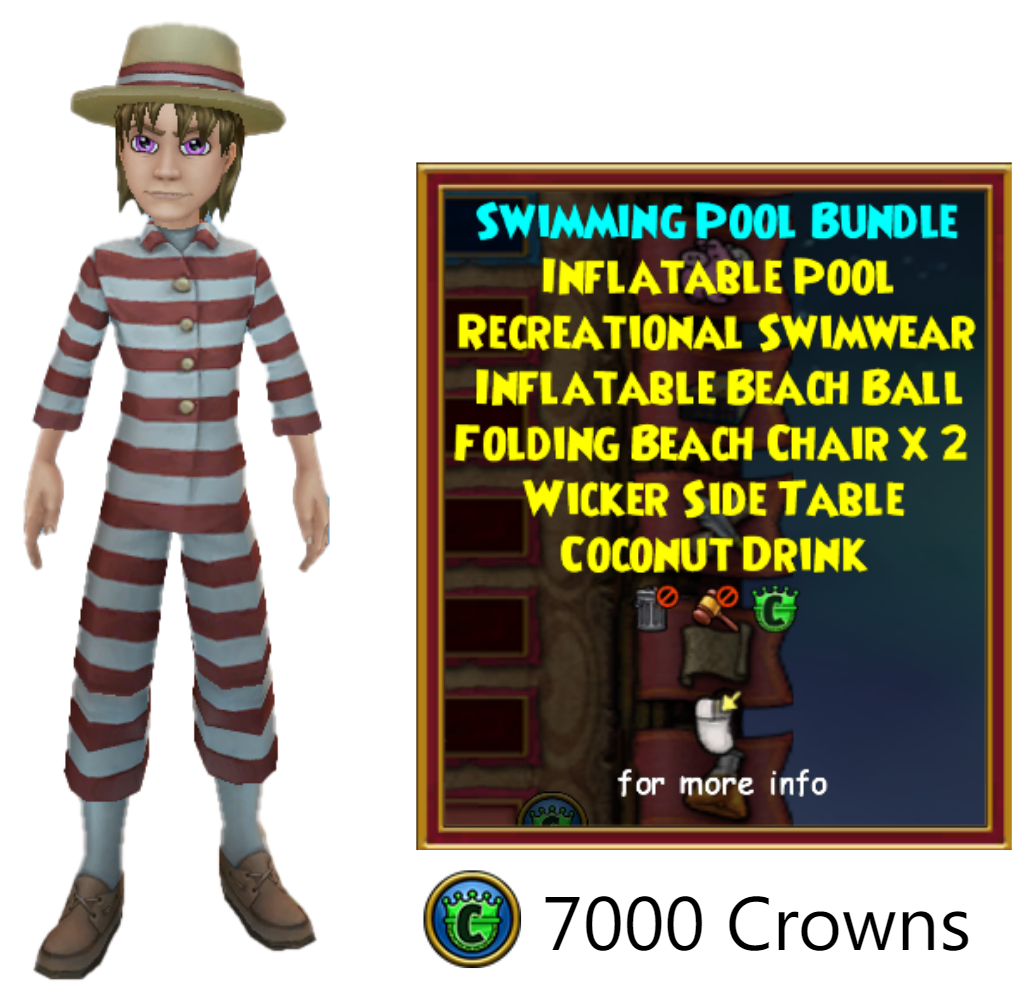 Swimming Pool Bundle
Inflatable Pool
Recreational Swimwear
Inflatable Beach Ball
Folding Beach Chair x 2
Wicker Side Table
Coconut Drink
C
for more info
C
C 7000 Crowns